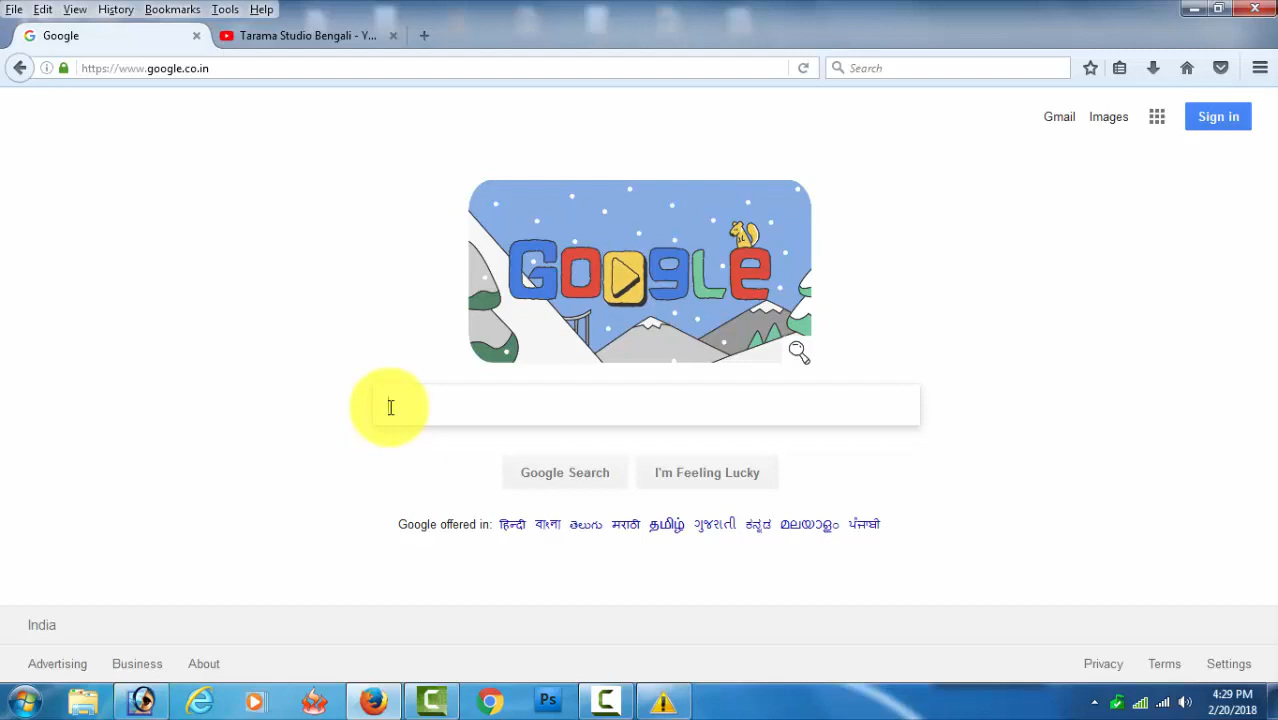 File Edit View History Bookmarks Tools Help
Google
Tarama Studio Bengali - Y...
https://www.google.co.in
Search
Gmail Images Sign in
GOOGLE
Google Search I'm Feeling Lucky
Google offered in: हिन्दी বাংলা తెలుగు मराठी தமிழ் ગુજરાતી ಕನ್ನಡ മലയാളം ਪੰਜਾਬੀ
India
Advertising Business About Privacy Terms Settings
Ps
4:29 PM
2/20/2018